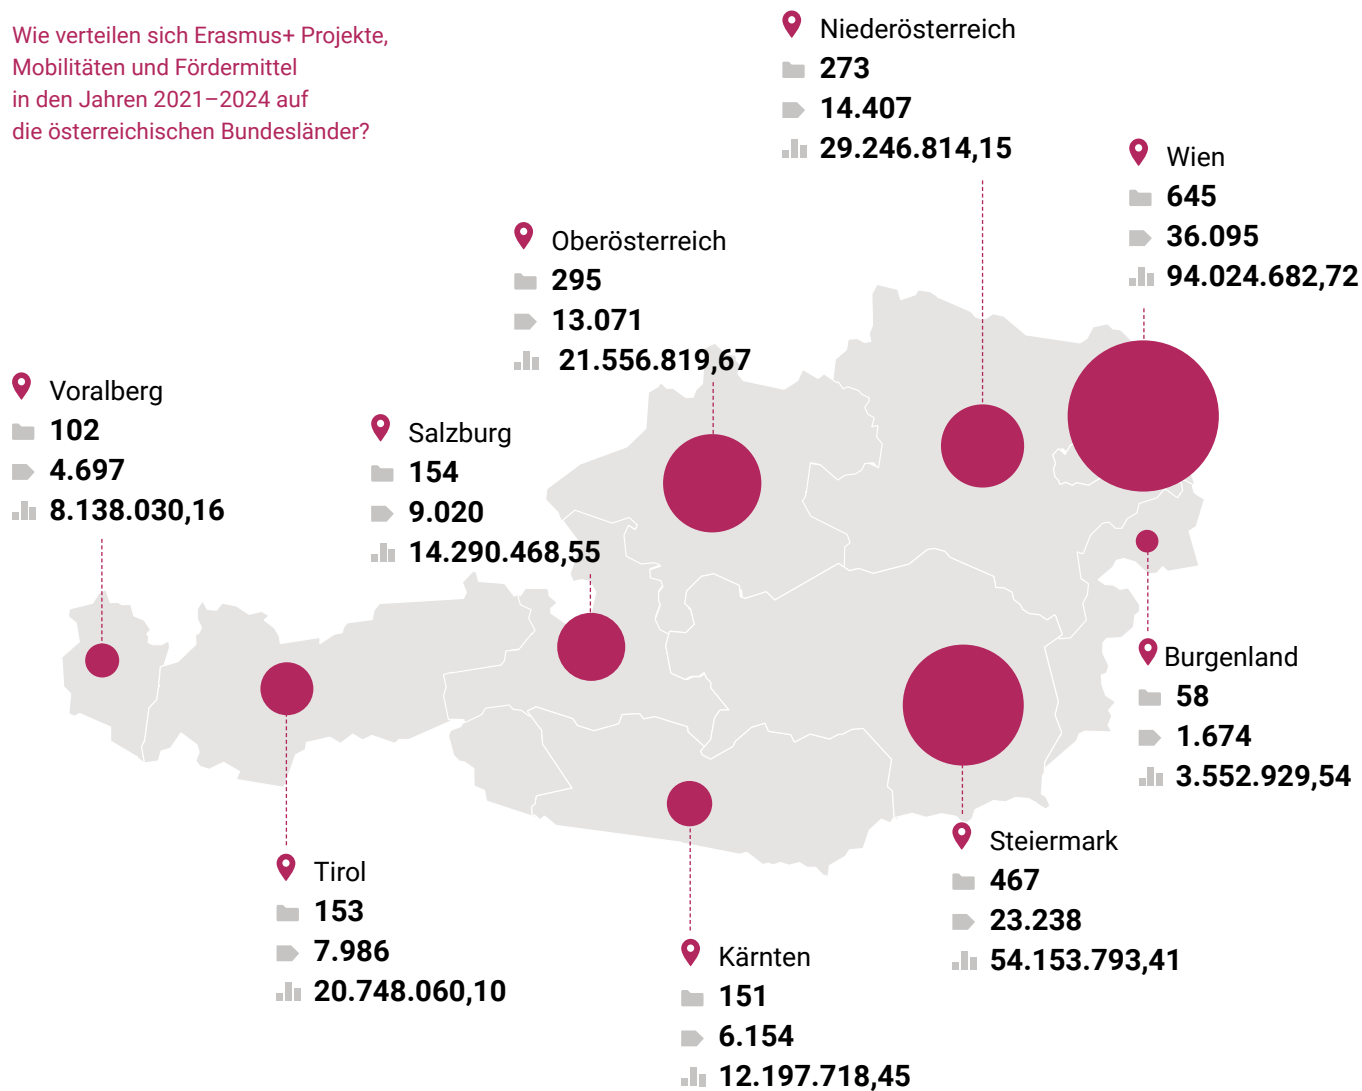 Wie verteilen sich Erasmus+ Projekte,
Mobilitäten und Fördermittel
in den Jahren 2021–2024 auf
die österreichischen Bundesländer?
Niederösterreich
273
14.407
29.246.814,15
Wien
645
36.095
94.024.682,72
Oberösterreich
295
13.071
21.556.819,67
Voralberg
102
4.697
8.138.030,16
Salzburg
154
9.020
14.290.468,55
Burgenland
58
1.674
3.552.929,54
Steiermark
467
23.238
54.153.793,41
Tirol
153
7.986
20.748.060,10
Kärnten
151
6.154
12.197.718,45